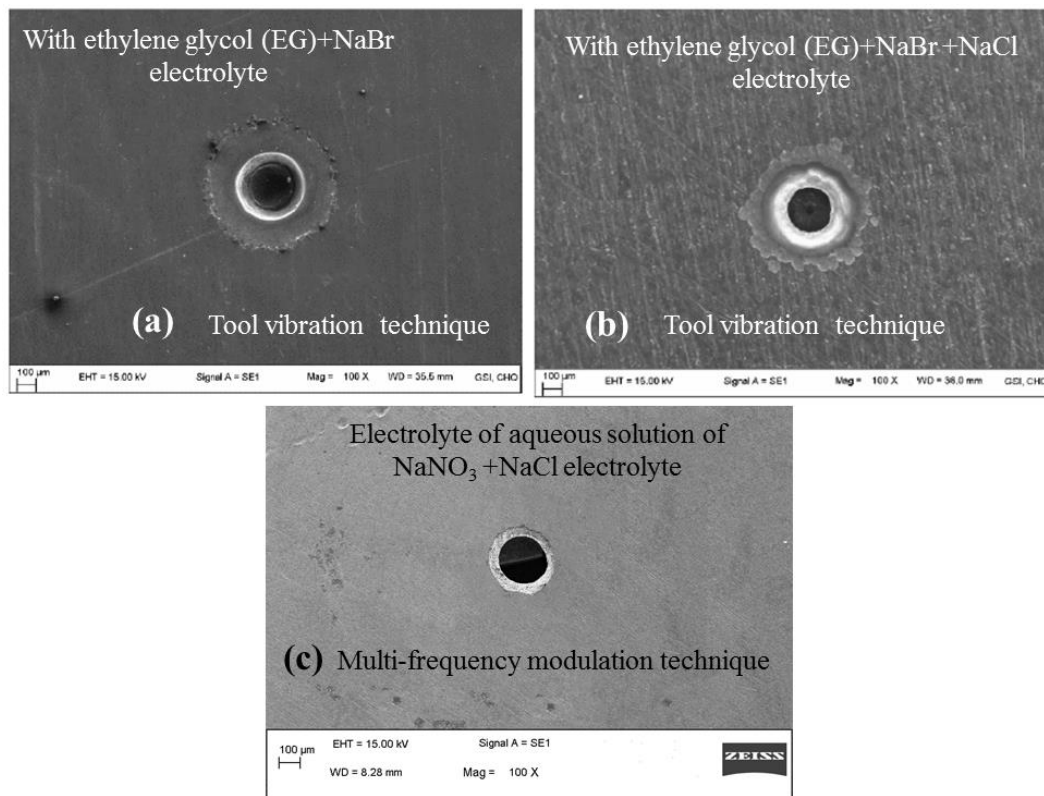 With ethylene glycol (EG)+NaBr
electrolyte
(a) Tool vibration technique
100 µm
EHT = 15.00 kV Signal A = SE1 Mag = 100 X WD = 35.5 mm GSI, CHQ
With ethylene glycol (EG)+NaBr +NaCl
electrolyte
(b) Tool vibration technique
100 µm
EHT = 15.00 kV Signal A = SE1 Mag = 100 X WD = 36.0 mm GSI, CHQ
Electrolyte of aqueous solution of
NaNO₃ +NaCl electrolyte
(c) Multi-frequency modulation technique
100 µm EHT = 15.00 kV Signal A = SE1
WD = 8.28 mm Mag = 100 X
ZEISS